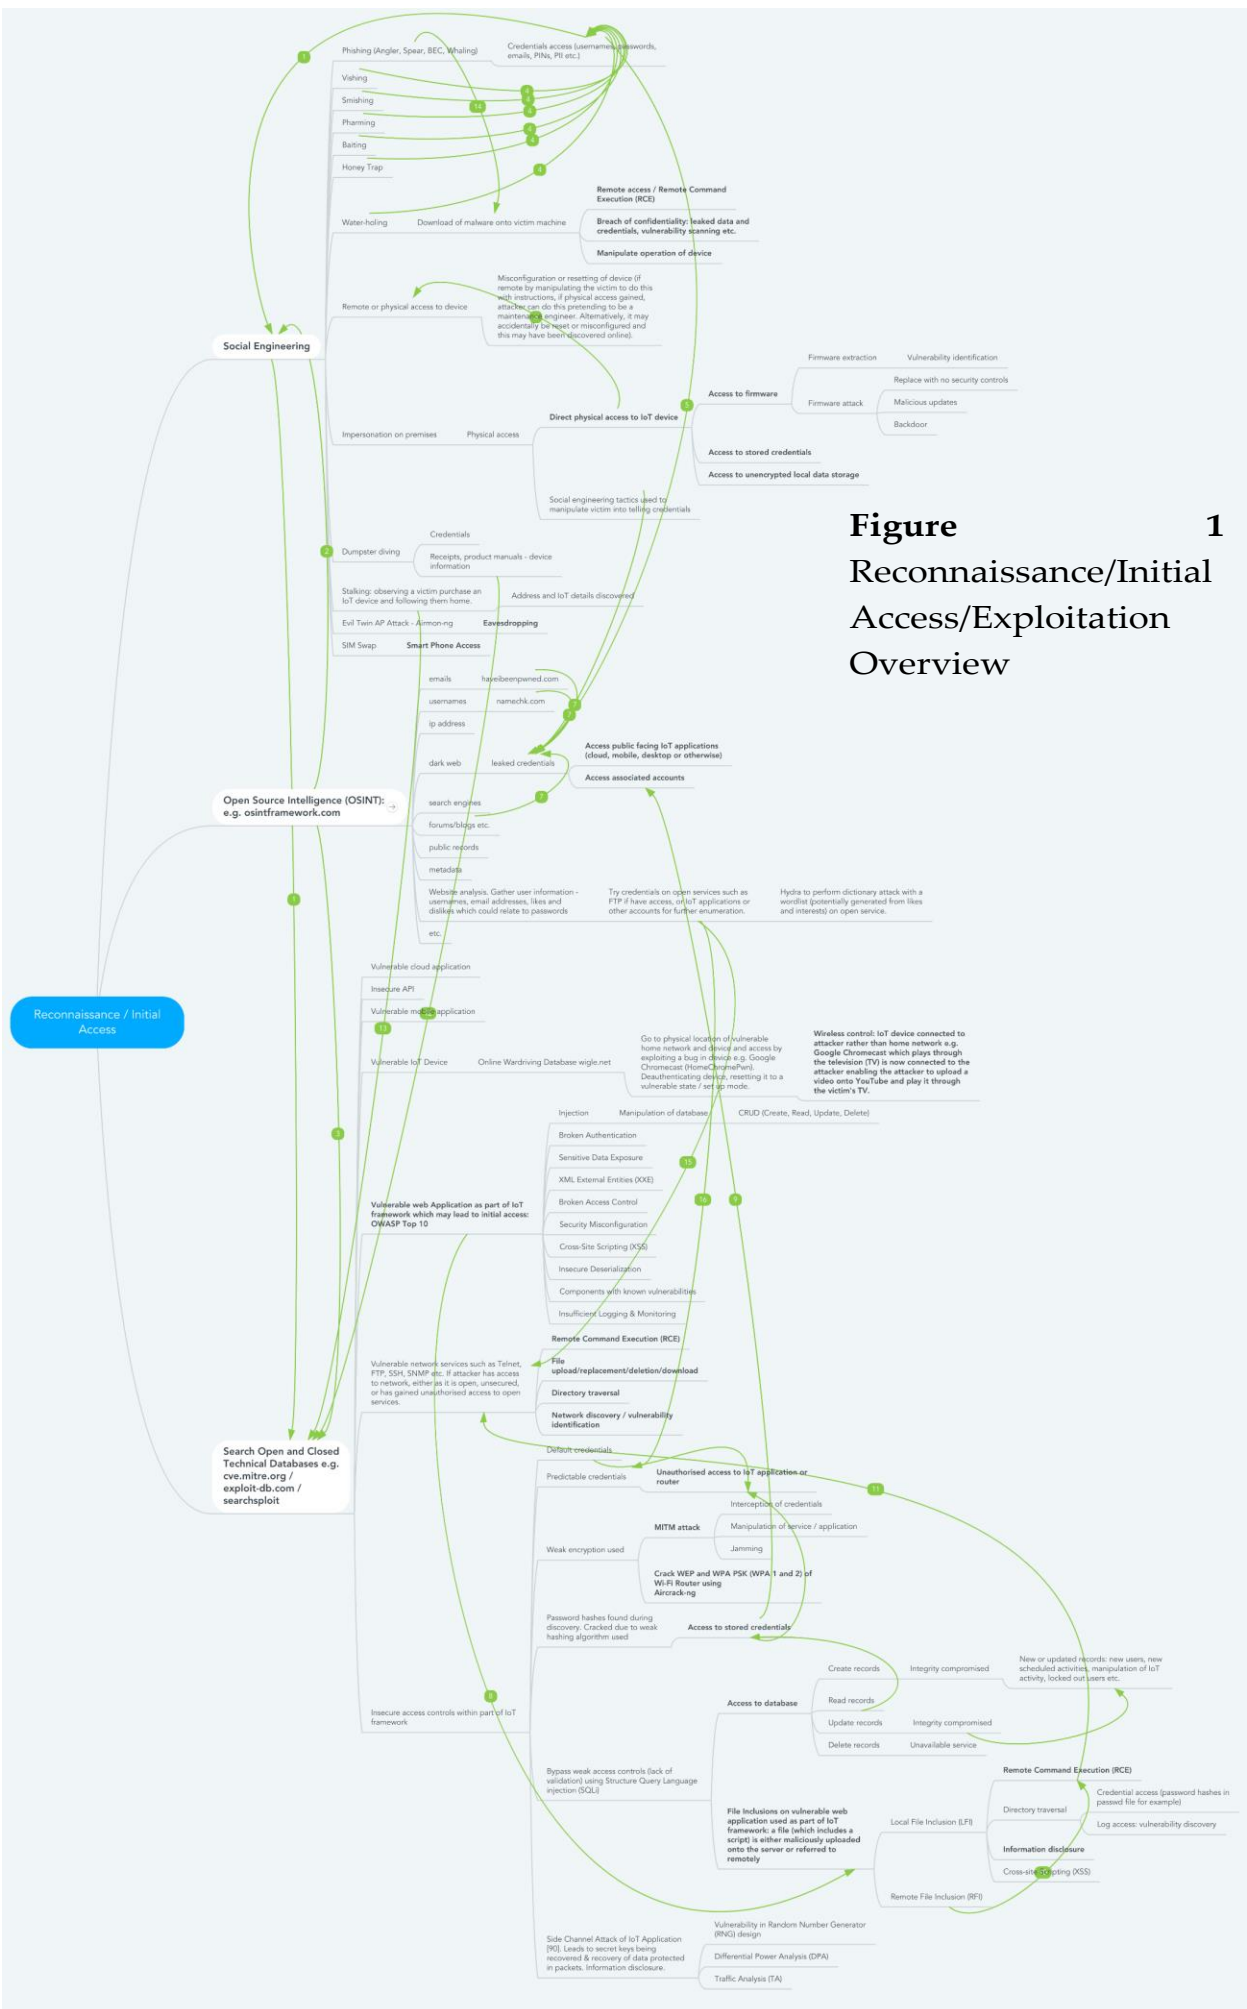 Phishing (Angler, Spear, BEC, Whaling)
Credentials access (usernames, passwords,
emails, PINs, PII etc.)
Vishing
Smishing
Pharming
Baiting
Honey Trap
Water-holing
Download of malware onto victim machine
Remote access / Remote Command
Execution (RCE)
Breach of confidentiality: leaked data and
credentials, vulnerability scanning etc.
Manipulate operation of device
Remote or physical access to device
Misconfiguration or resetting of device (if
remote by manipulating the victim to do this
with instructions, if physical access gained,
attacker can do this pretending to be a
maintenance engineer. Alternatively, it may
accidentally be reset or misconfigured and
this may have been discovered online).
Social Engineering
Impersonation on premises
Physical access
Direct physical access to IoT device
Access to firmware
Firmware extraction
Vulnerability identification
Firmware attack
Replace with no security controls
Malicious updates
Backdoor
Access to stored credentials
Access to unencrypted local data storage
Social engineering tactics used to
manipulate victim into telling credentials
Dumpster diving
Credentials
Receipts, product manuals - device
information
Stalking: observing a victim purchase an
IoT device and following them home.
Address and IoT details discovered
Evil Twin AP Attack - Airmon-ng
Eavesdropping
SIM Swap
Smart Phone Access
Figure 1
Reconnaissance/Initial
Access/Exploitation
Overview
emails
haveibeenpwned.com
usernames
namechk.com
ip address
dark web
leaked credentials
Access public facing IoT applications
(cloud, mobile, desktop or otherwise)
Access associated accounts
Open Source Intelligence (OSINT):
e.g. osintframework.com
search engines
forums/blogs etc.
public records
metadata
Website analysis. Gather user information -
usernames, email addresses, likes and
dislikes which could relate to passwords
Try credentials on open services such as
FTP if have access, or IoT applications or
other accounts for further enumeration.
Hydra to perform dictionary attack with a
wordlist (potentially generated from likes
and interests) on open service.
etc.
Reconnaissance / Initial
Access
Vulnerable cloud application
Insecure API
Vulnerable mobile application
Vulnerable IoT Device
Online Wardriving Database wigle.net
Go to physical location of vulnerable
home network and device and access by
exploiting a bug in device e.g. Google
Chromecast (HomeChromePwn).
Deauthenticating device, resetting it to a
vulnerable state / set up mode.
Wireless control: IoT device connected to
attacker rather than home network e.g.
Google Chromecast which plays through
the television (TV) is now connected to the
attacker enabling the attacker to upload a
video onto YouTube and play it through
the victim's TV.
Vulnerable web Application as part of IoT
framework which may lead to initial access:
OWASP Top 10
Injection
Manipulation of database
CRUD (Create, Read, Update, Delete)
Broken Authentication
Sensitive Data Exposure
XML External Entities (XXE)
Broken Access Control
Security Misconfiguration
Cross-Site Scripting (XSS)
Insecure Deserialization
Components with known vulnerabilities
Insufficient Logging & Monitoring
Vulnerable network services such as Telnet,
FTP, SSH, SNMP etc. If attacker has access
to network, either as it is open, unsecured,
or has gained unauthorised access to open
services.
Remote Command Execution (RCE)
File
upload/replacement/deletion/download
Directory traversal
Network discovery / vulnerability
identification
Search Open and Closed
Technical Databases e.g.
cve.mitre.org /
exploit-db.com /
searchsploit
Insecure access controls within part of IoT
framework
Default credentials
Predictable credentials
Unauthorised access to IoT application or
router
Weak encryption used
MITM attack
Interception of credentials
Manipulation of service / application
Jamming
Crack WEP and WPA PSK (WPA 1 and 2) of
Wi-Fi Router using
Aircrack-ng
Password hashes found during
discovery. Cracked due to weak
hashing algorithm used
Access to stored credentials
Bypass weak access controls (lack of
validation) using Structure Query Language
injection (SQLi)
Access to database
Create records
Integrity compromised
New or updated records: new users, new
scheduled activities, manipulation of IoT
activity, locked out users etc.
Read records
Update records
Integrity compromised
Delete records
Unavailable service
File Inclusions on vulnerable web
application used as part of IoT
framework: a file (which includes a
script) is either maliciously uploaded
onto the server or referred to
remotely
Local File Inclusion (LFI)
Remote Command Execution (RCE)
Directory traversal
Credential access (password hashes in
passwd file for example)
Log access: vulnerability discovery
Information disclosure
Cross-site Scripting (XSS)
Remote File Inclusion (RFI)
Side Channel Attack of IoT Application
[90]. Leads to secret keys being
recovered & recovery of data protected
in packets. Information disclosure.
Vulnerability in Random Number Generator
(RNG) design
Differential Power Analysis (DPA)
Traffic Analysis (TA)
1
14
4
4
4
4
4
4
5
2
7
7
7
1
13
3
15
16
9
11
8